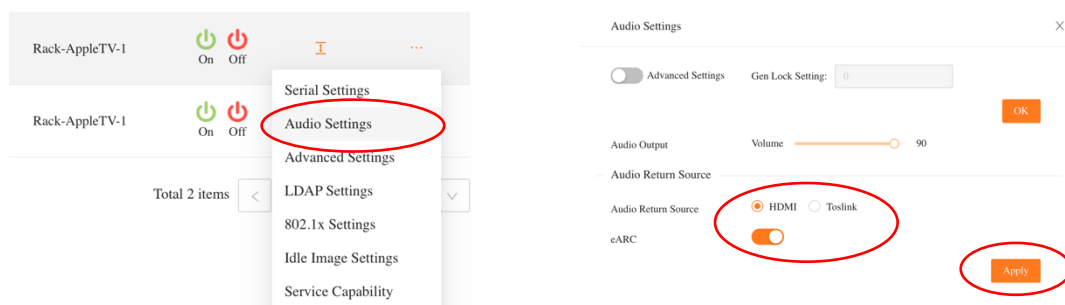 Rack-AppleTV-1
On Off
...
Rack-AppleTV-1
On Off
Total 2 items <
Serial Settings
Audio Settings
Advanced Settings
LDAP Settings
802.1x Settings
Idle Image Settings
Service Capability
Audio Settings
Advanced Settings Gen Lock Setting: 0
OK
Audio Output Volume 90
Audio Return Source
Audio Return Source HDMI Toslink
eARC
Apply